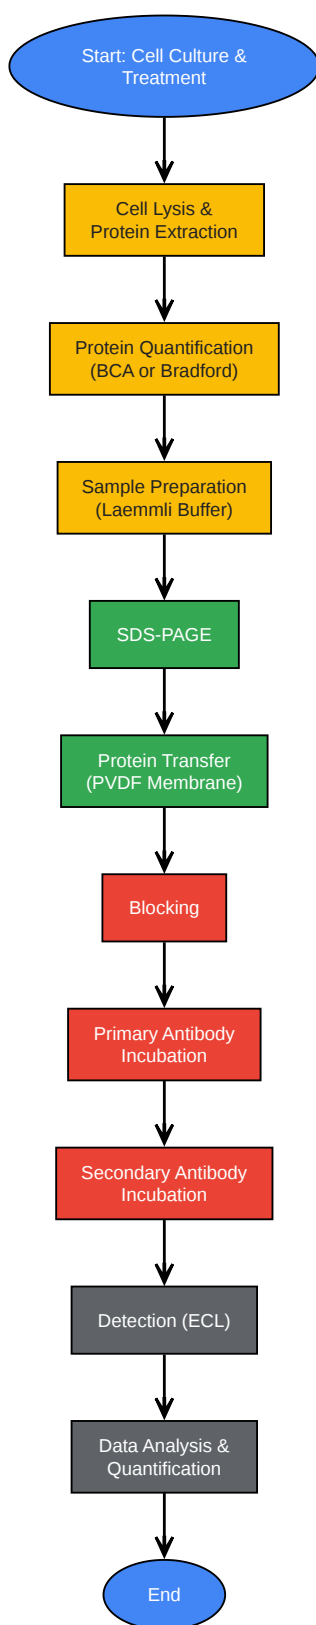 Start: Cell Culture &
Treatment
Cell Lysis &
Protein Extraction
Protein Quantification
(BCA or Bradford)
Sample Preparation
(Laemmli Buffer)
SDS-PAGE
Protein Transfer
(PVDF Membrane)
Blocking
Primary Antibody
Incubation
Secondary Antibody
Incubation
Detection (ECL)
Data Analysis &
Quantification
End